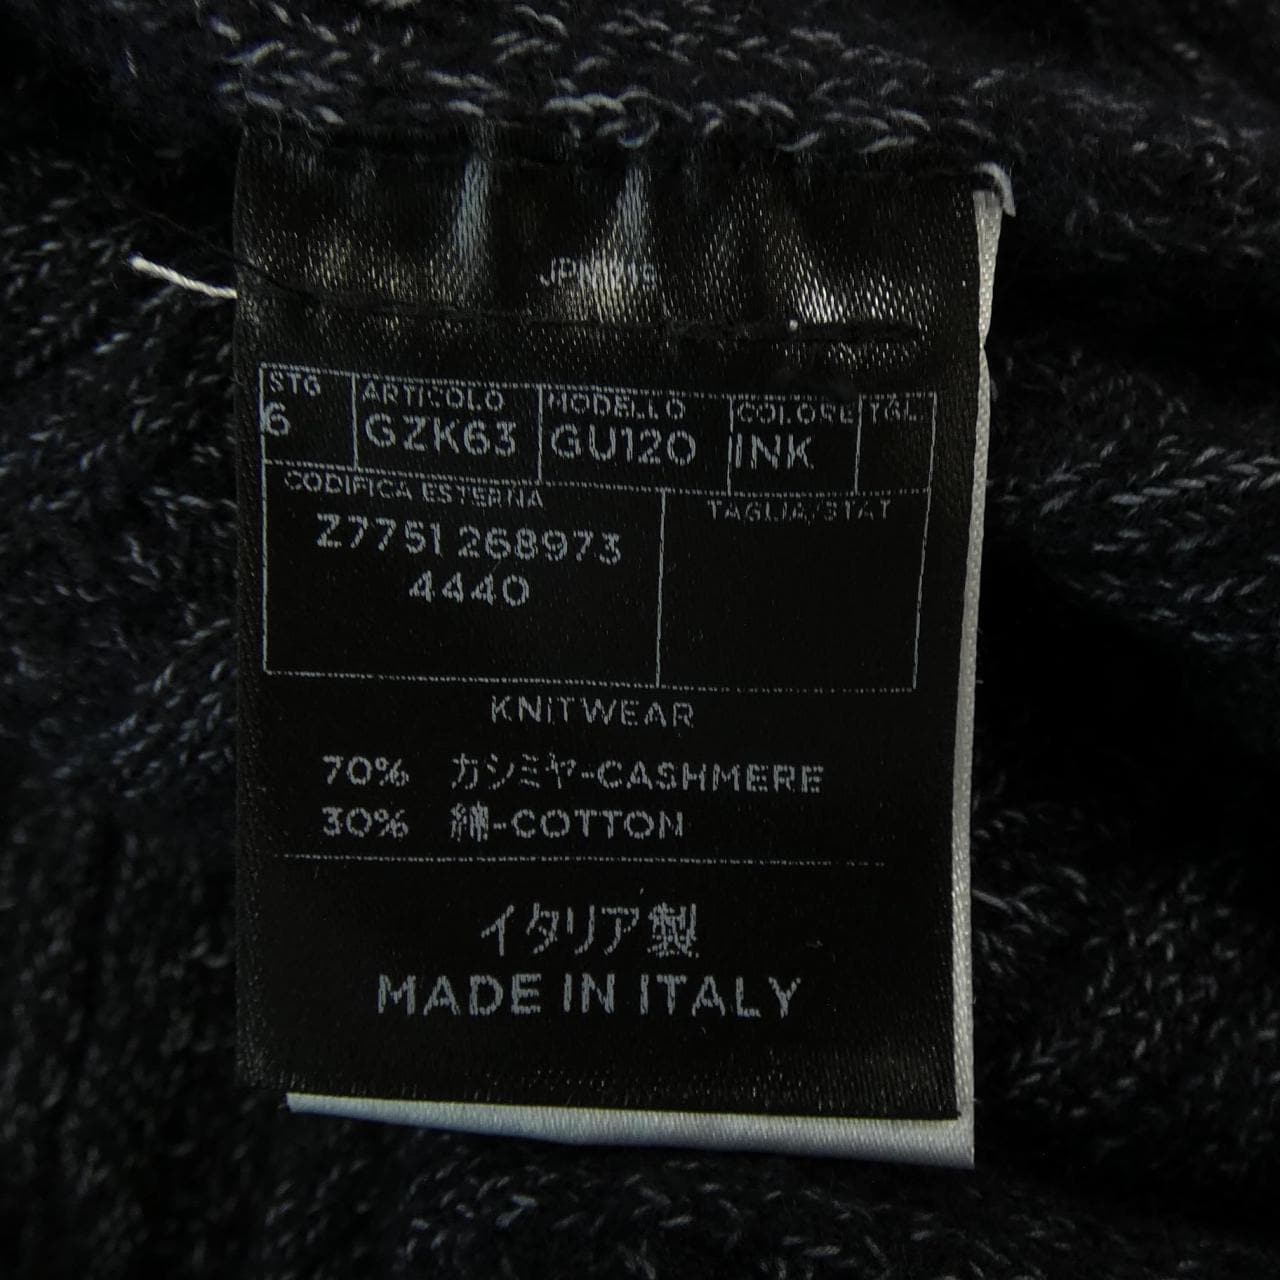 STG ARTICOLO MODELLO COLORE TAGL.
6 GZK63 GU120 INK
CODIFICA ESTERNA TAGLIA/STAT
Z7751 268973
4440
KNITWEAR
70% カシミヤ-CASHMERE
30% 綿-COTTON
イタリア製
MADE IN ITALY